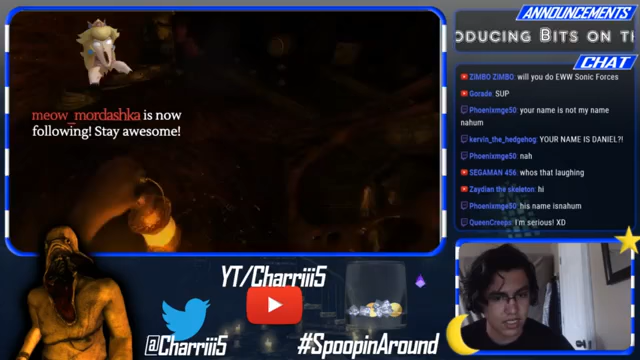 ANNOUNCEMENTS
ODUCING BITS ON TH
CHAT
ZIMBO ZIMBO: will you do EWW Sonic Forces
Gorade: SUP
Phoenixmge50: your name is not my name
nahum
kervin_the_hedgehog: YOUR NAME IS DANIEL?!
Phoenixmge50: nah
SEGAMAN 456: whos that laughing
Zaydian the skeleton: hi
Phoenixmge50: his name isnahum
QueenCreeps: I'm serious! XD
meow_mordashka is now
following! Stay awesome!
YT/Charriii5
@Charriii5
#SpoopinAround